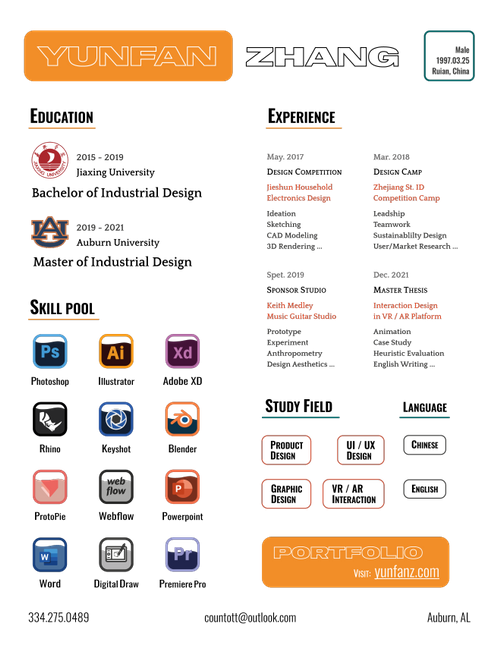 YUNFAN ZHANG
Male
1997.03.25
Ruian, China
EDUCATION
2015 - 2019
Jiaxing University
Bachelor of Industrial Design
2019 - 2021
Auburn University
Master of Industrial Design
SKILL POOL
Ps
Ai
Xd
Photoshop
Illustrator
Adobe XD
Rhino
Keyshot
Blender
web
flow
P
ProtoPie
Webflow
Powerpoint
W
Pr
Word
Digital Draw
Premiere Pro
EXPERIENCE
May. 2017
DESIGN COMPETITION
Jieshun Household
Electronics Design
Ideation
Sketching
CAD Modeling
3D Rendering ...
Mar. 2018
DESIGN CAMP
Zhejiang St. ID
Competition Camp
Leadship
Teamwork
Sustainablilty Design
User/Market Research ...
Spet. 2019
SPONSOR STUDIO
Keith Medley
Music Guitar Studio
Prototype
Experiment
Anthropometry
Design Aesthetics ...
Dec. 2021
MASTER THESIS
Interaction Design
in VR / AR Platform
Animation
Case Study
Heuristic Evaluation
English Writing ...
STUDY FIELD
PRODUCT
DESIGN
UI / UX
DESIGN
GRAPHIC
DESIGN
VR / AR
INTERACTION
LANGUAGE
CHINESE
ENGLISH
PORTFOLIO
VISIT: yunfanz.com
334.275.0489
countott@outlook.com
Auburn, AL